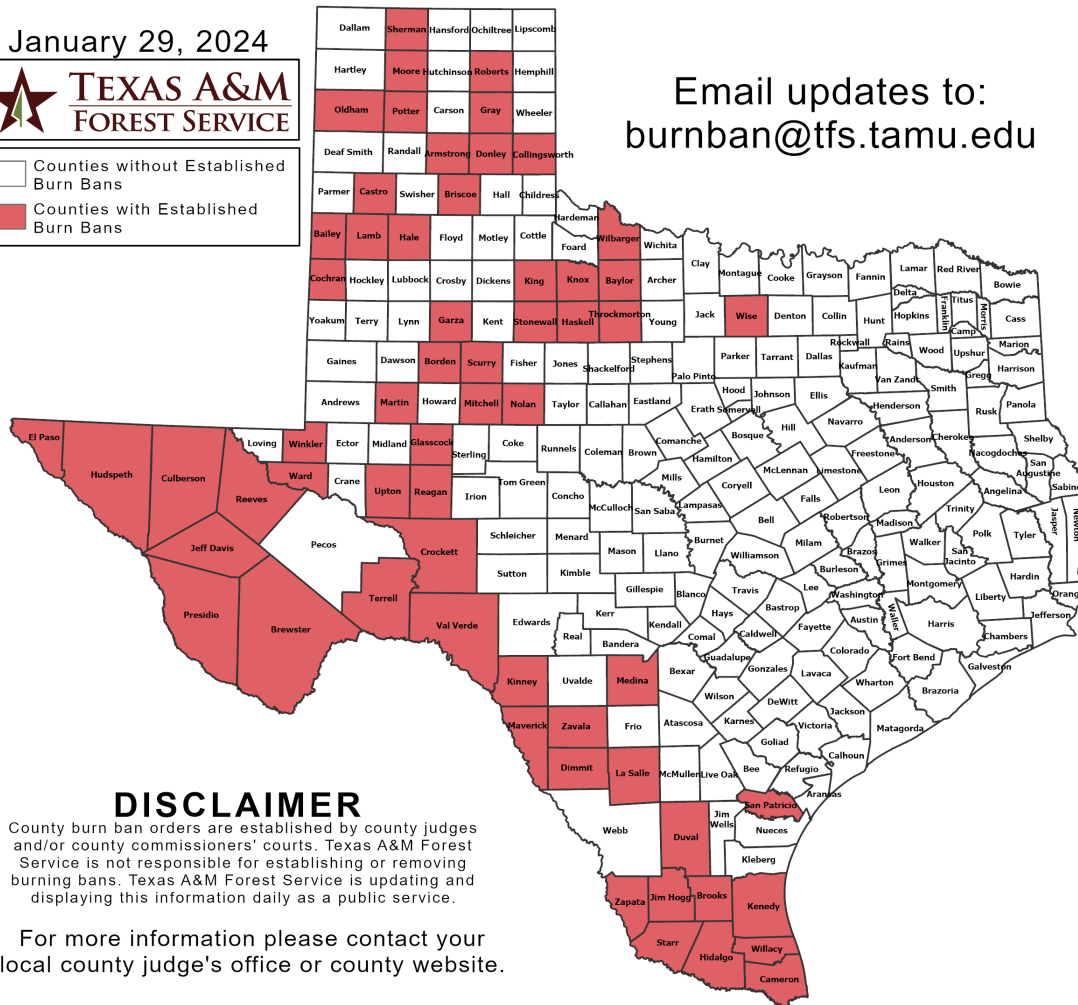 January 29, 2024
TEXAS A&M
FOREST SERVICE
Counties without Established
Burn Bans
Counties with Established
Burn Bans
Email updates to:
burnban@tfs.tamu.edu
Dallam Sherman Hansford Ochiltree Lipscomb
Hartley Moore Hutchinson Roberts Hemphill
Oldham Potter Carson Gray Wheeler
Deaf Smith Randall Armstrong Donley Collingsworth
Parmer Castro Swisher Briscoe Hall Childress
Hardeman
Bailey Lamb Hale Floyd Motley Cottle Foard Wilbarger Wichita
Clay Montague Cooke Grayson Fannin Lamar Red River Bowie
Cochran Hockley Lubbock Crosby Dickens King Knox Baylor Archer
Delta Franklin Titus Morris Cass
Yoakum Terry Lynn Garza Kent Stonewall Haskell Throckmorton Young Jack Wise Denton Collin Hunt Hopkins Camp
Rockwall Rains Wood Upshur Marion
Gaines Dawson Borden Scurry Fisher Jones Shackelford Stephens Palo Pinto Parker Tarrant Dallas Kaufman Van Zandt Gregg Harrison
Andrews Martin Howard Mitchell Nolan Taylor Callahan Eastland Erath Hood Somervell Johnson Ellis Henderson Smith Rusk Panola
El Paso Hudspeth Culberson Reeves Loving Winkler Ector Midland Glasscock Sterling Coke Runnels Coleman Brown Comanche Bosque Hill Navarro Anderson Cherokee Nacogdoches Shelby
Ward Crane Upton Reagan Irion Tom Green Concho McCulloch San Saba Mills Hamilton Coryell McLennan Limestone Freestone Leon Houston Angelina San
Augustine Sabine
Jeff Davis Pecos Crockett Schleicher Menard Mason Llano Lampasas Burnet Bell Falls Robertson Madison Trinity Polk Tyler Jasper Newton
Presidio Brewster Terrell Val Verde Sutton Kimble Gillespie Blanco Williamson Milam Brazos Burleson Grimes Walker San
Jacinto Hardin
Edwards Real Kerr Bandera Kendall Comal Hays Travis Bastrop Lee Washington Waller Montgomery Liberty Orange Jefferson
Kinney Uvalde Medina Bexar Guadalupe Caldwell Fayette Austin Colorado Harris Fort Bend Chambers Galveston
Maverick Zavala Frio Atascosa Wilson Karnes Gonzales DeWitt Lavaca Wharton Brazoria Matagorda
Dimmit La Salle McMullen Live Oak Bee Goliad Victoria Jackson Calhoun Refugio Aransas
Webb Duval Jim
Wells San Patricio Nueces
Kleberg
Zapata Jim Hogg Brooks Kenedy
Starr Hidalgo Willacy
Cameron
DISCLAIMER
County burn ban orders are established by county judges
and/or county commissioners' courts. Texas A&M Forest
Service is not responsible for establishing or removing
burning bans. Texas A&M Forest Service is updating and
displaying this information daily as a public service.
For more information please contact your
local county judge's office or county website.